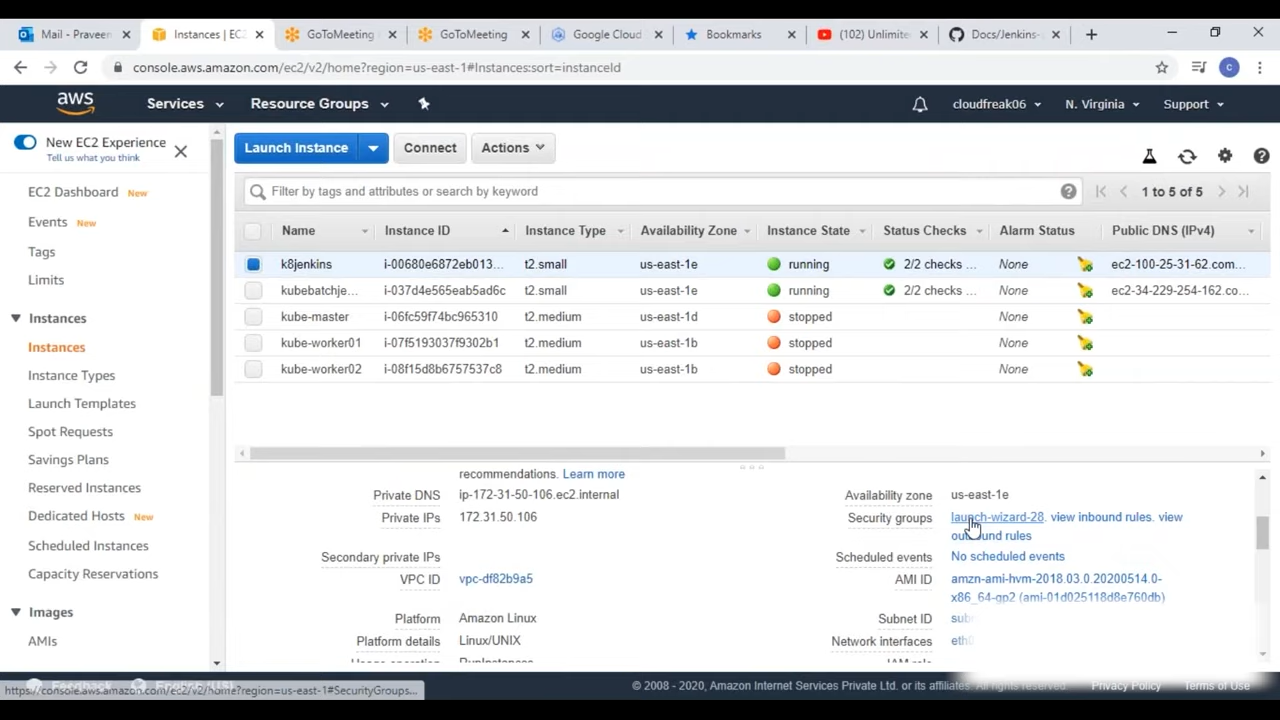 Mail - Praveen
Instances | EC
GoToMeeting
GoToMeeting
Google Cloud
Bookmarks
(102) Unlimite
Docs/Jenkins-
console.aws.amazon.com/ec2/v2/home?region=us-east-1#Instances:sort=instanceId
C
aws
Services
Resource Groups
cloudfreak06
N. Virginia
Support
New EC2 Experience
Tell us what you think
Launch Instance
Connect
Actions
EC2 Dashboard New
Filter by tags and attributes or search by keyword
1 to 5 of 5
Events New
Name
Instance ID
Instance Type
Availability Zone
Instance State
Status Checks
Alarm Status
Public DNS (IPv4)
Tags
k8jenkins
i-00680e6872eb013...
t2.small
us-east-1e
running
2/2 checks ...
None
ec2-100-25-31-62.com...
Limits
kubebatchje...
i-037d4e565eab5ad6c
t2.small
us-east-1e
running
2/2 checks ...
None
ec2-34-229-254-162.co...
Instances
kube-master
i-06fc59f74bc965310
t2.medium
us-east-1d
stopped
None
Instances
kube-worker01
i-07f5193037f9302b1
t2.medium
us-east-1b
stopped
None
Instance Types
kube-worker02
i-08f15d8b6757537c8
t2.medium
us-east-1b
stopped
None
Launch Templates
Spot Requests
Savings Plans
Reserved Instances
Dedicated Hosts New
Scheduled Instances
Capacity Reservations
Images
AMIs
recommendations. Learn more
Private DNS
ip-172-31-50-106.ec2.internal
Availability zone
us-east-1e
Private IPs
172.31.50.106
Security groups
launch-wizard-28. view inbound rules. view
outbound rules
Secondary private IPs
Scheduled events
No scheduled events
VPC ID
vpc-df82b9a5
AMI ID
amzn-ami-hvm-2018.03.0.20200514.0-
x86_64-gp2 (ami-01d025118d8e760db)
Platform
Amazon Linux
Subnet ID
Platform details
Linux/UNIX
Network interfaces
eth0
Usage operation
RunInstances
IAM role
https://console.aws.amazon.com/ec2/v2/home?region=us-east-1#SecurityGroups...
© 2008 - 2020, Amazon Internet Services Private Ltd. or its affiliates. All rights reserved.
Privacy Policy
Terms of Use